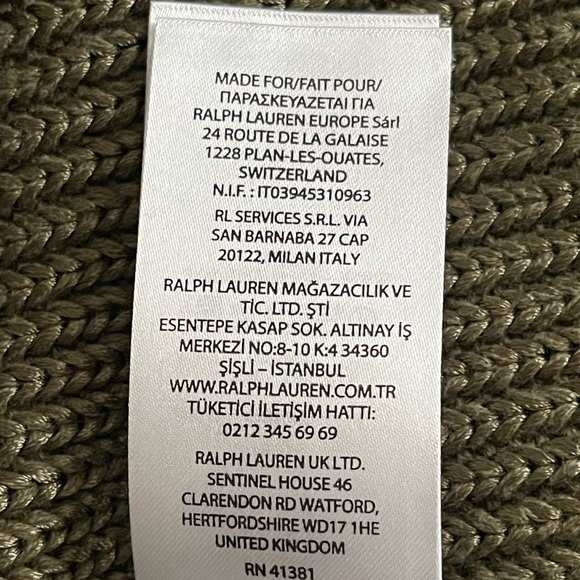 MADE FOR/FAIT POUR/
ΠΑΡΑΣΚΕΥΑΖΕΤΑΙ ΓΙΑ
RALPH LAUREN EUROPE Sárl
24 ROUTE DE LA GALAISE
1228 PLAN-LES-OUATES,
SWITZERLAND
N.I.F. : IT03945310963
RL SERVICES S.R.L. VIA
SAN BARNABA 27 CAP
20122, MILAN ITALY
RALPH LAUREN MAĞAZACILIK VE
TİC. LTD. ŞTİ
ESENTEPE KASAP SOK. ALTINAY İŞ
MERKEZİ NO:8-10 K:4 34360
ŞİŞLİ – İSTANBUL
WWW.RALPHLAUREN.COM.TR
TÜKETİCİ İLETİŞİM HATTI:
0212 345 69 69
RALPH LAUREN UK LTD.
SENTINEL HOUSE 46
CLARENDON RD WATFORD,
HERTFORDSHIRE WD17 1HE
UNITED KINGDOM
RN 41381